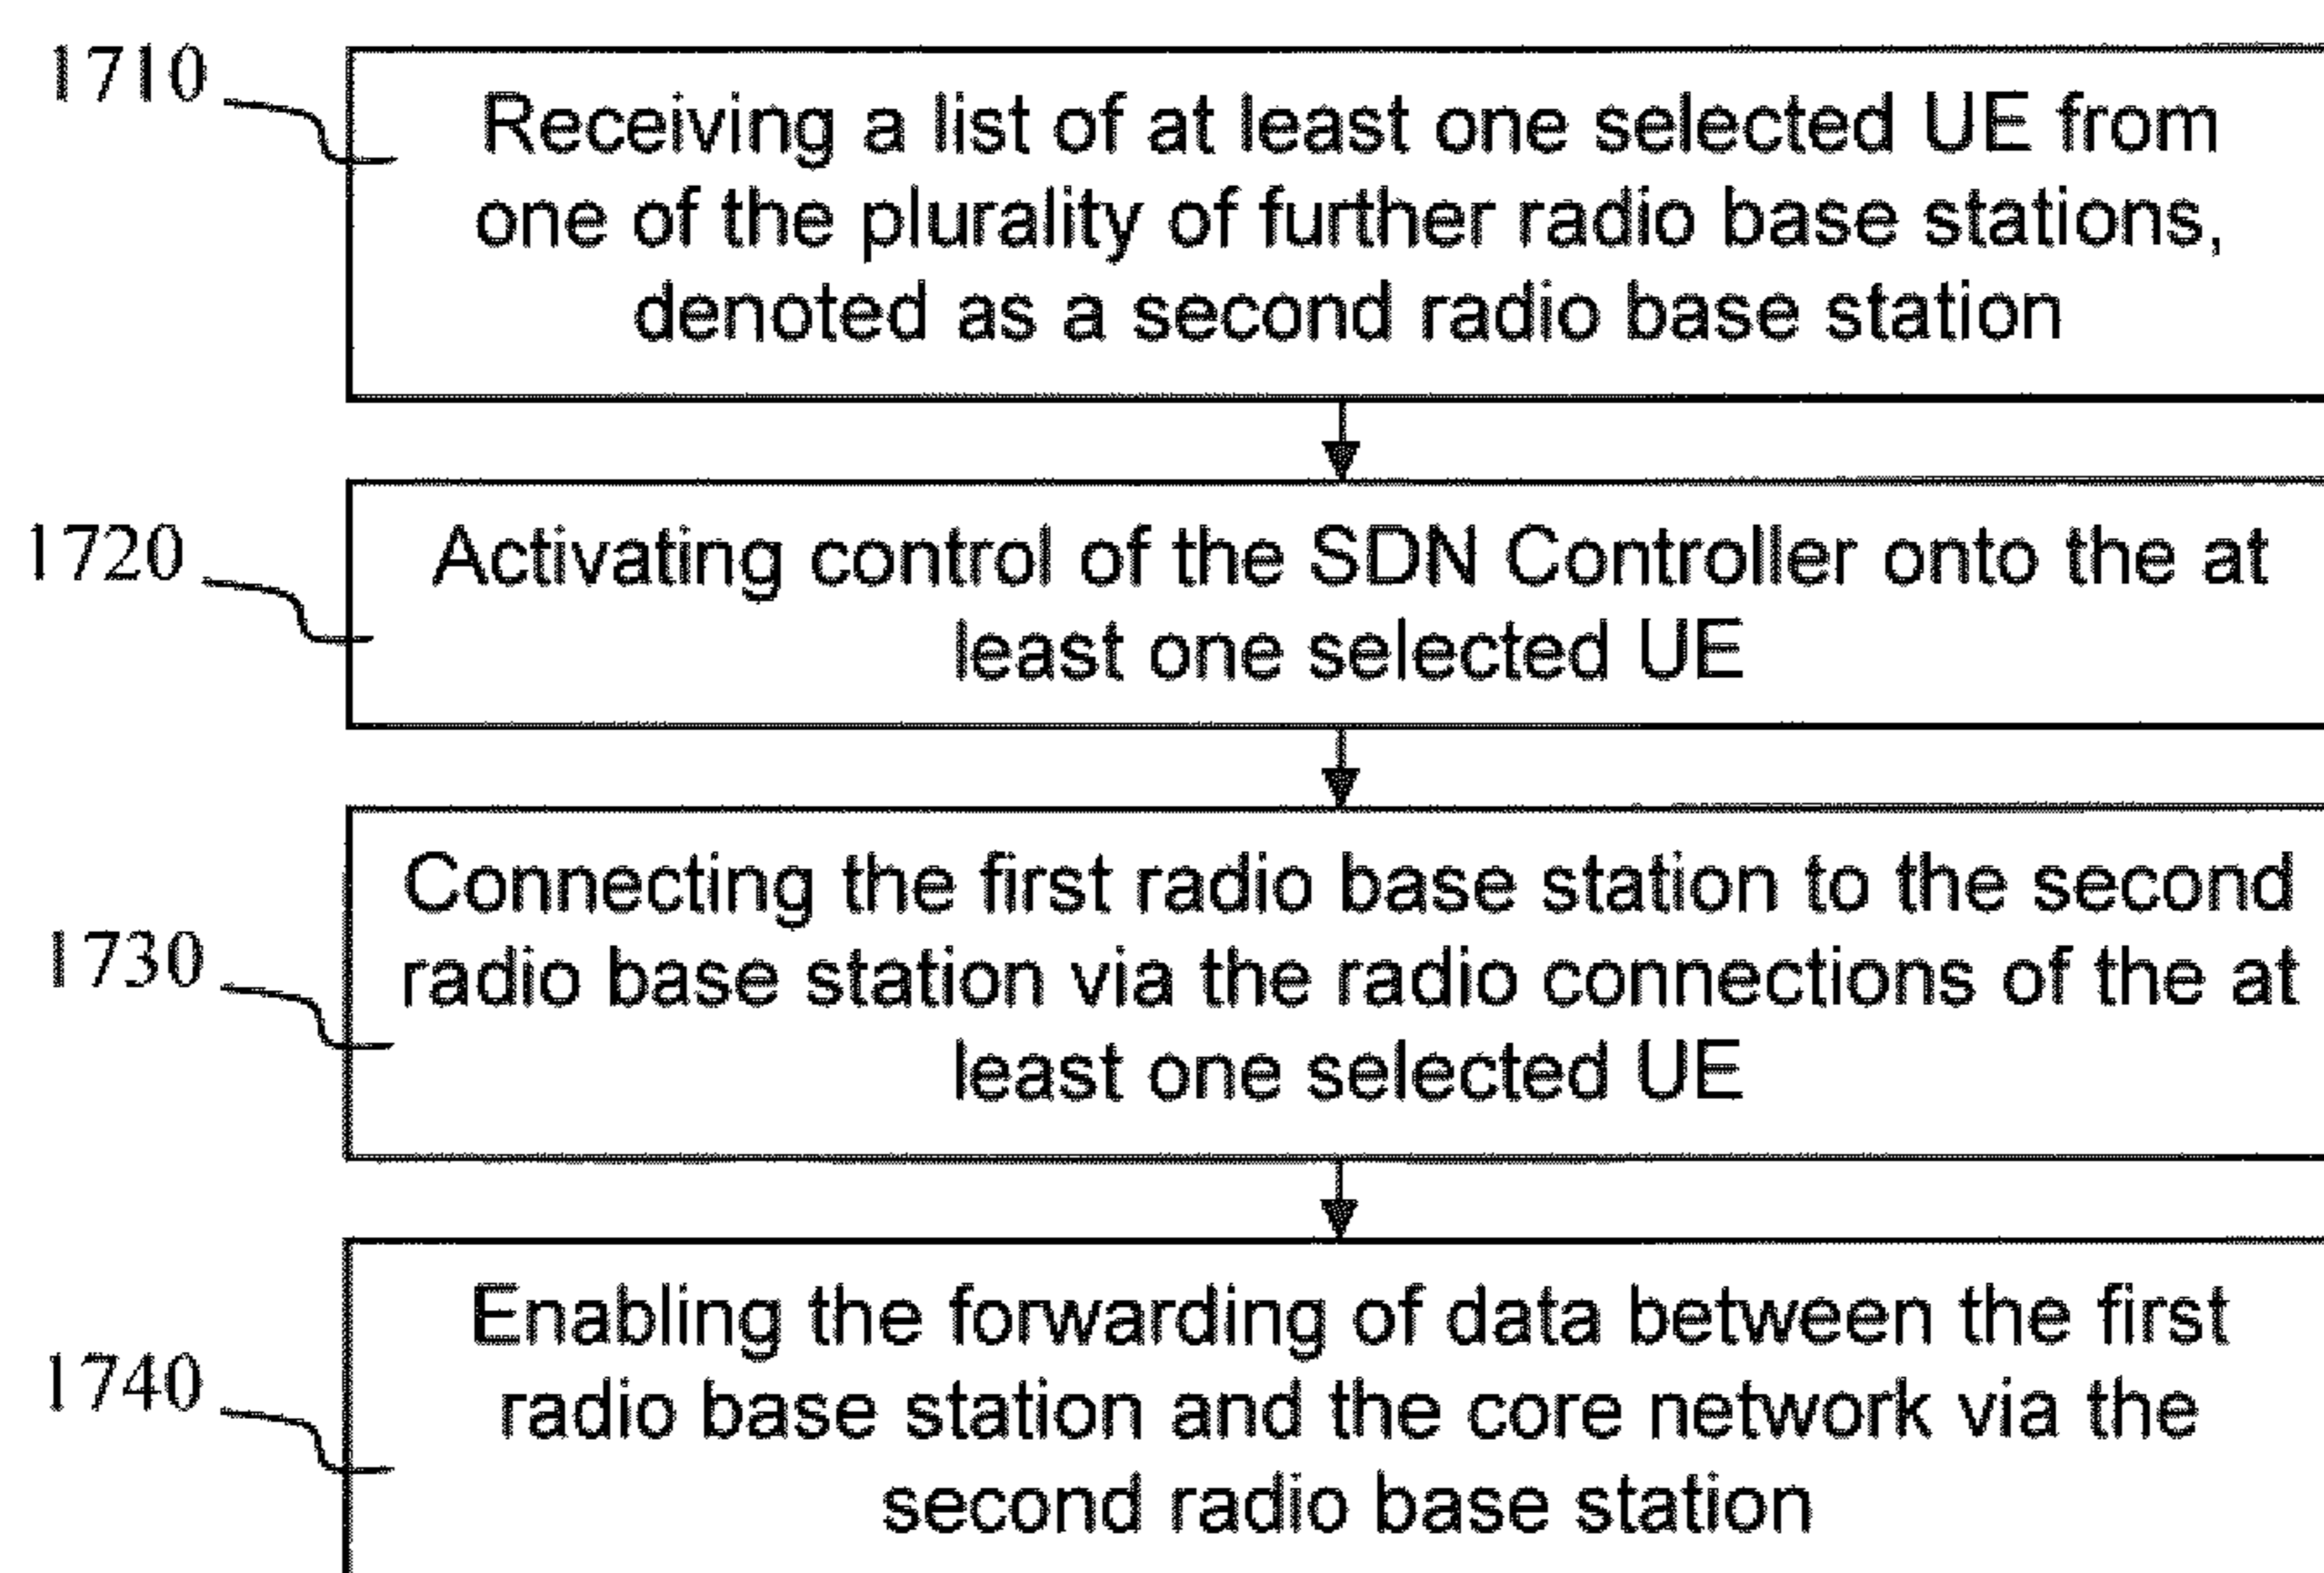 1710
Receiving a list of at least one selected UE from
one of the plurality of further radio base stations,
denoted as a second radio base station
1720
Activating control of the SDN Controller onto the at
least one selected UE
1730
Connecting the first radio base station to the second
radio base station via the radio connections of the at
least one selected UE
1740
Enabling the forwarding of data between the first
radio base station and the core network via the
second radio base station